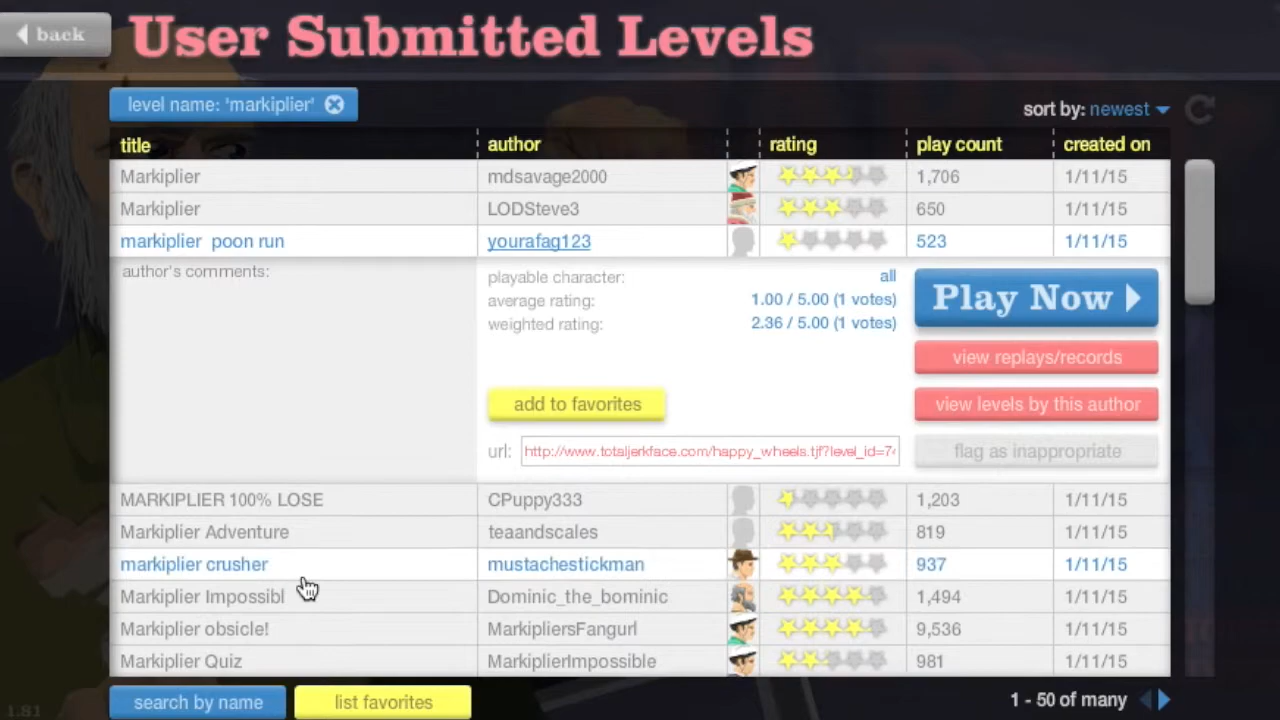 back
User Submitted Levels
level name: 'markiplier'
sort by: newest
title author rating play count created on
Markiplier mdsavage2000 1,706 1/11/15
Markiplier LODSteve3 650 1/11/15
markiplier poon run yourafag123 523 1/11/15
author's comments:
playable character: all
average rating: 1.00 / 5.00 (1 votes)
weighted rating: 2.36 / 5.00 (1 votes)
Play Now
view replays/records
add to favorites
view levels by this author
url: http://www.totaljerkface.com/happy_wheels.tjf?level_id=74
flag as inappropriate
MARKIPLIER 100% LOSE CPuppy333 1,203 1/11/15
Markiplier Adventure teaandscales 819 1/11/15
markiplier crusher mustachestickman 937 1/11/15
Markiplier Impossibl Dominic_the_bominic 1,494 1/11/15
Markiplier obsicle! MarkipliersFangurl 9,536 1/11/15
Markiplier Quiz MarkiplierImpossible 981 1/11/15
search by name
list favorites
1 - 50 of many
1.81